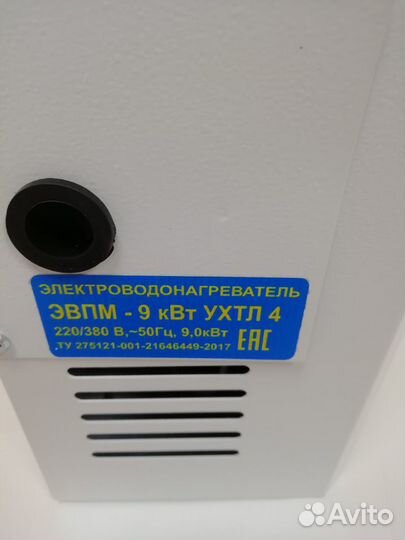 ЭЛЕКТРОВОДОНАГРЕВАТЕЛЬ
ЭВПМ - 9 кВт УХТЛ 4
220/380 В,~50Гц, 9,0кВт ЕАС
ТУ 275121-001-21646449-2017
Avito